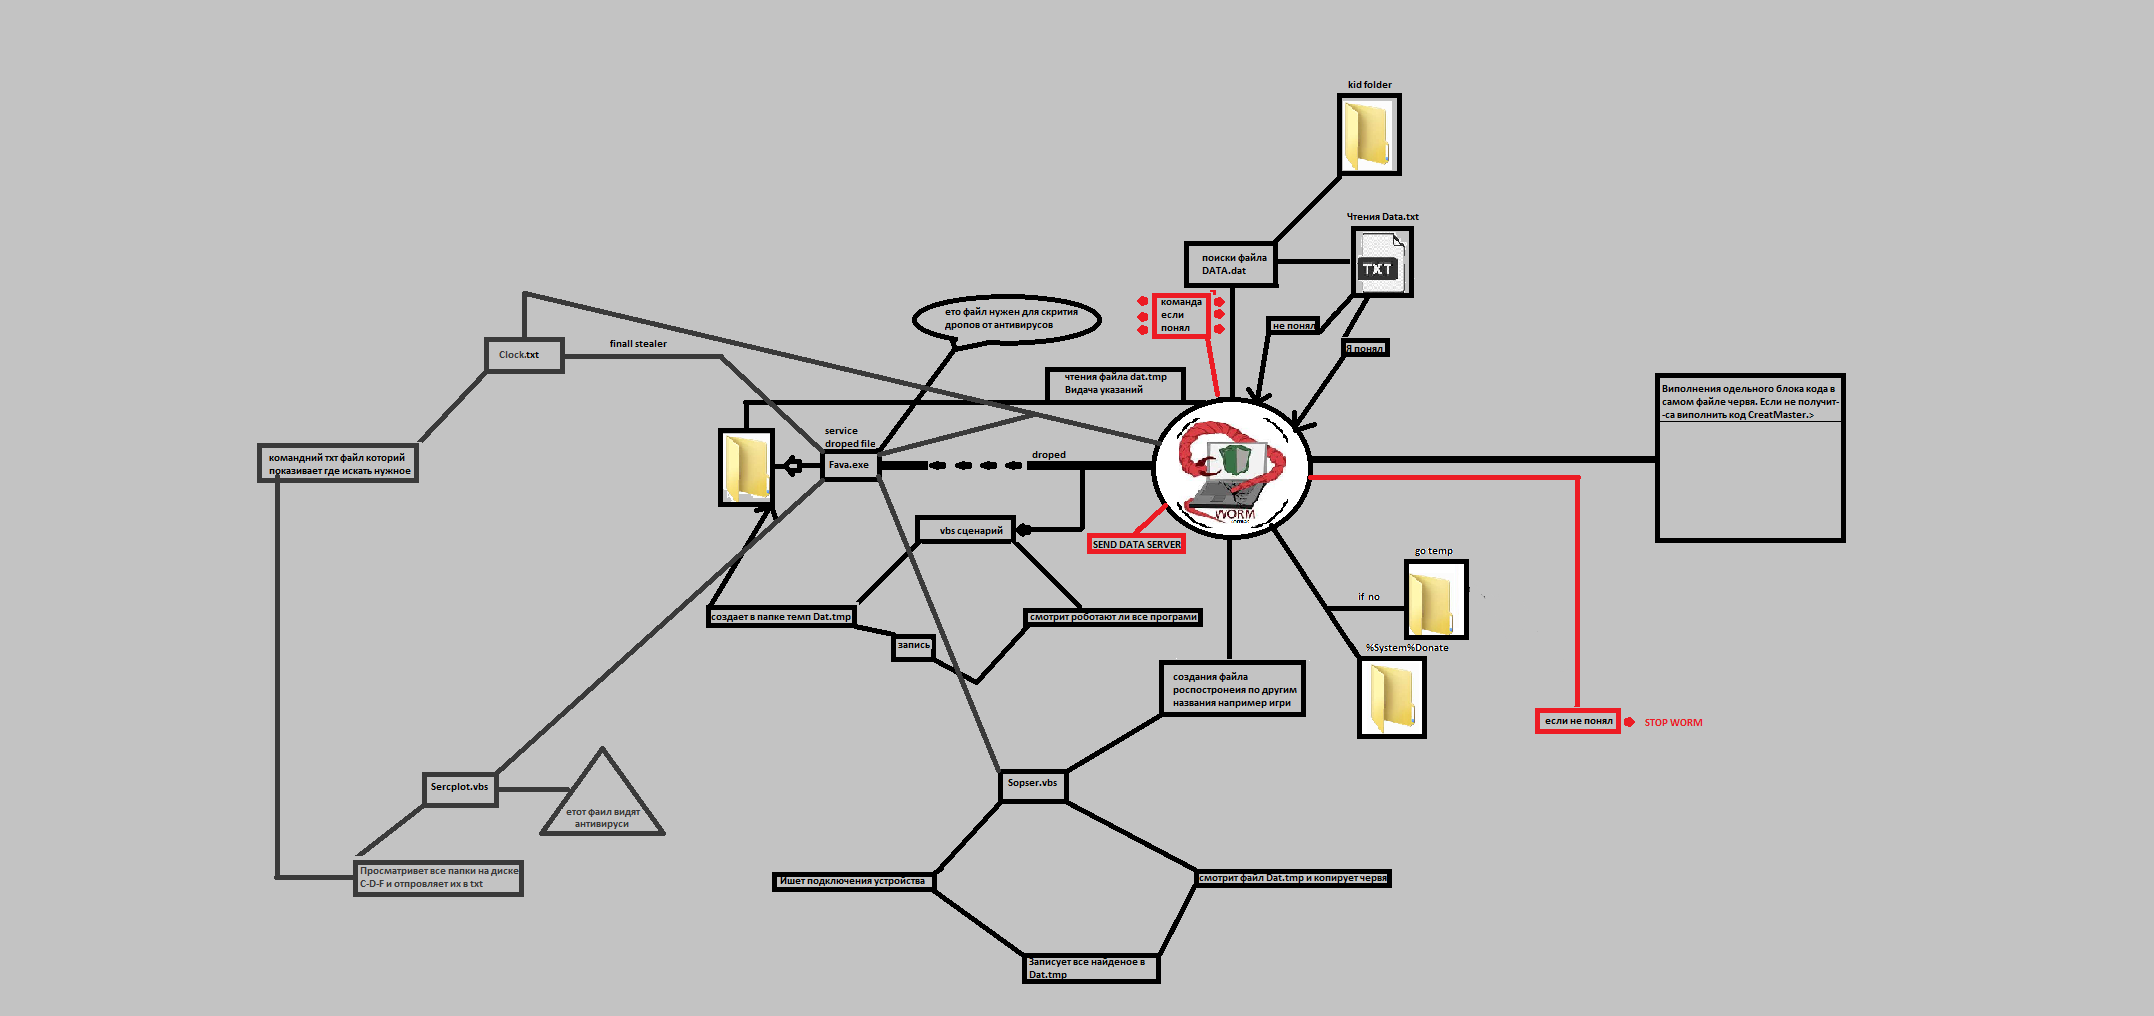 kid folder
Чтения Data.txt
TXT
поиски файла
DATA.dat
команда
если
понял
не понял
Я понял
ето файл нужен для скрития
дропов от антивирусов
Clock.txt
finall stealer
чтения файла dat.tmp
Видача указаний
Виполнения одельного блока кода в
самом файле червя. Если не получит-
-са виполнить код CreatMaster.>
service
droped file
Fava.exe
droped
командний тхт файл которий
показивает где искать нужное
WORM
vbs сценарий
SEND DATA SERVER
go temp
if no
%System%Donate
создает в папке темп Dat.tmp
смотрит роботают ли все програми
запись
создания файла
роспостронеия по другим
названия например игри
если не понял
STOP WORM
Sercplot.vbs
етот фаил видят
антивируси
Sopser.vbs
Просматривет все папки на диске
C-D-F и отпровляет их в txt
Ишет подключения устройства
смотрит файл Dat.tmp и копирует червя
Записует все найденое в
Dat.tmp